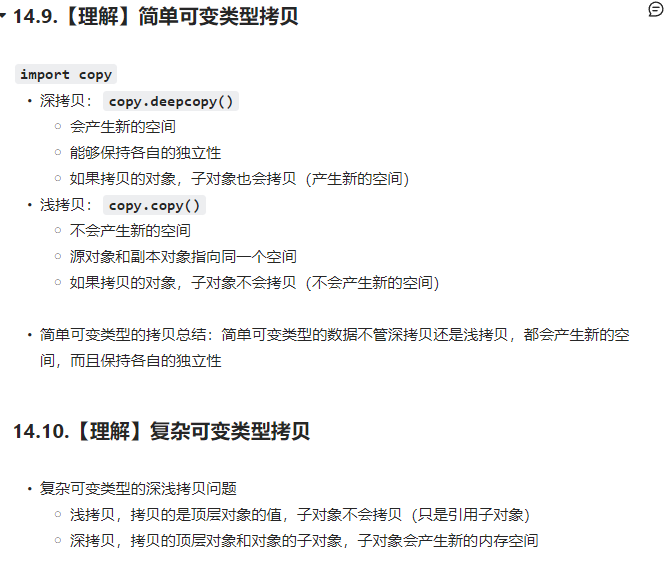 14.9.【理解】简单可变类型拷贝
import copy
• 深拷贝： copy.deepcopy()
○ 会产生新的空间
○ 能够保持各自的独立性
○ 如果拷贝的对象，子对象也会拷贝（产生新的空间）
• 浅拷贝： copy.copy()
○ 不会产生新的空间
○ 源对象和副本对象指向同一个空间
○ 如果拷贝的对象，子对象不会拷贝（不会产生新的空间）
• 简单可变类型的拷贝总结：简单可变类型的数据不管深拷贝还是浅拷贝，都会产生新的空
间，而且保持各自的独立性
14.10.【理解】复杂可变类型拷贝
• 复杂可变类型的深浅拷贝问题
○ 浅拷贝，拷贝的是顶层对象的值，子对象不会拷贝（只是引用子对象）
○ 深拷贝，拷贝的顶层对象和对象的子对象，子对象会产生新的内存空间